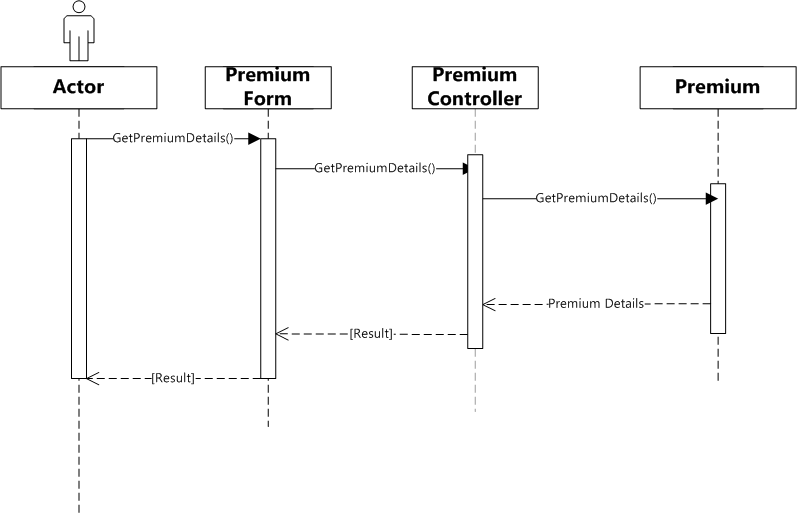 Actor
Premium
Form
Premium
Controller
Premium
GetPremiumDetails()
GetPremiumDetails()
GetPremiumDetails()
Premium Details
[Result]
[Result]